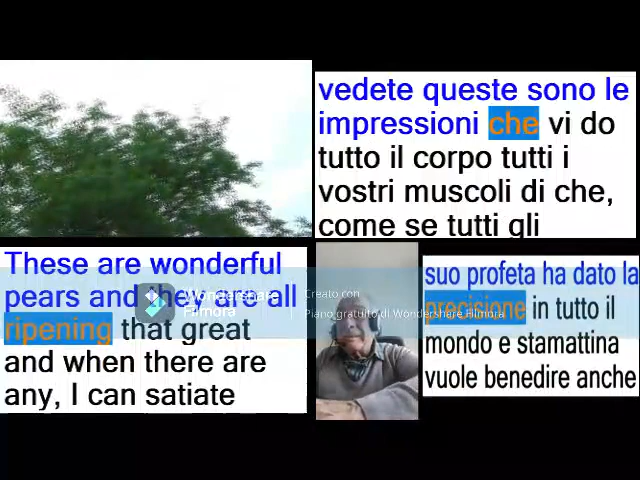 vedete queste sono le
impressioni che vi do
tutto il corpo tutti i
vostri muscoli di che,
come se tutti gli
These are wonderful
pears and they are all
ripening that great
and when there are
any, I can satiate
Wondershare
Filmora
Creato con
Piano gratuito di Wondershare Filmora
suo profeta ha dato la
precisione in tutto il
mondo e stamattina
vuole benedire anche